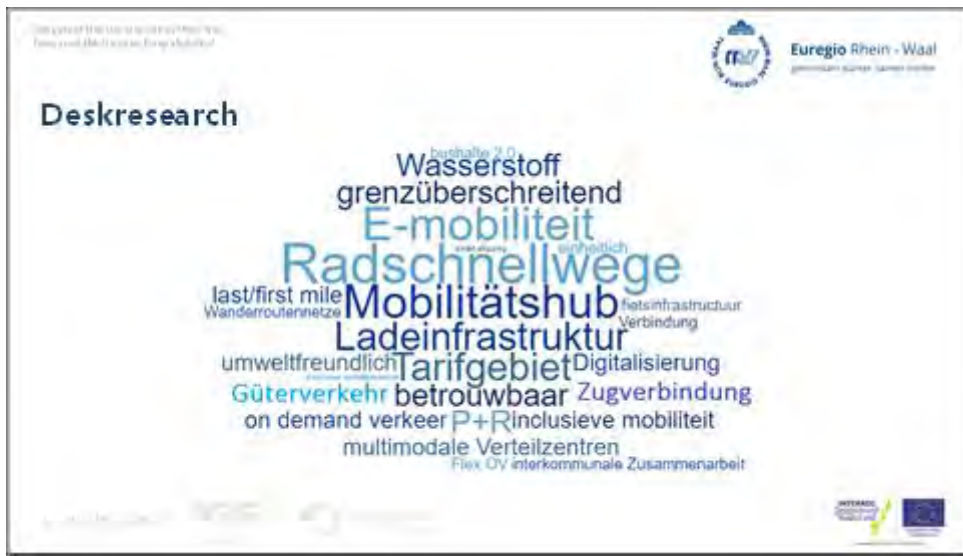 Euregio Rhein - Waal
Deskresearch
bushalte 2.0
Wasserstoff
grenzüberschreitend
E-mobiliteit
einheitlich
Radschnellwege
last/first mile Mobilitätshub fietsinfrastructuur
Wanderroutennetze Verbindung
Ladeinfrastruktur
umweltfreundlich Tarifgebiet Digitalisierung
Güterverkehr betrouwbaar Zugverbindung
on demand verkeer P+R inclusieve mobiliteit
multimodale Verteilzentren
Flex OV interkommunale Zusammenarbeit